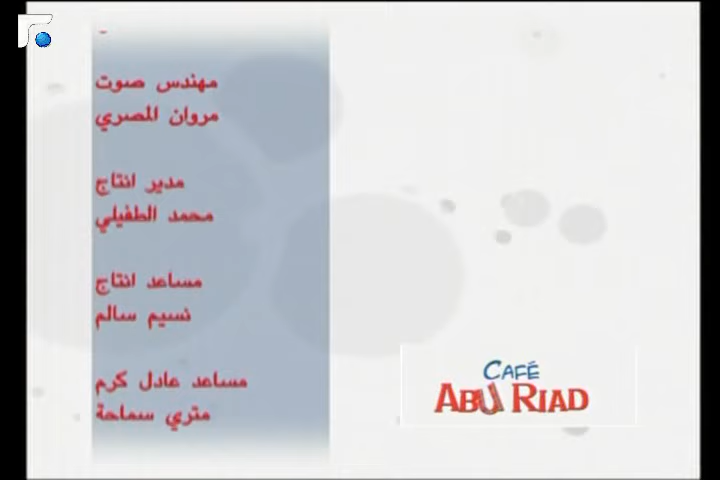 مهندس صوت
مروان المصري
مدير انتاج
محمد الطفيلي
مساعد انتاج
نسيم سالم
مساعد عادل كرم
متري سماحة
CAFÉ
ABU RIAD